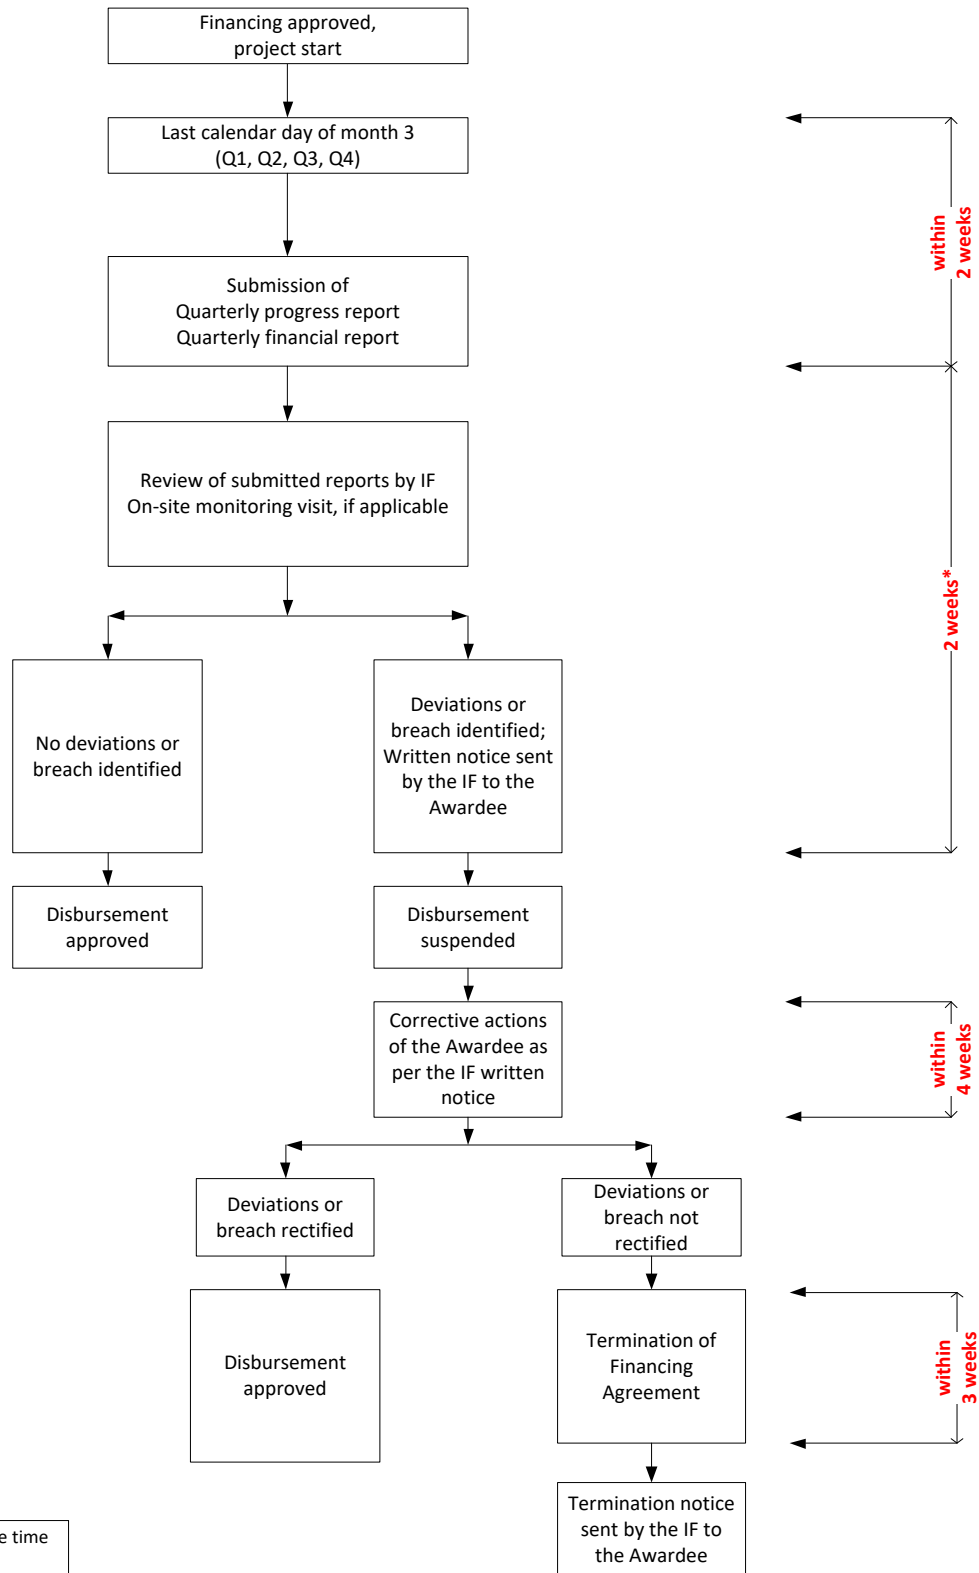 Financing approved,
project start
Last calendar day of month 3
(Q1, Q2, Q3, Q4)
within
2 weeks
Submission of
Quarterly progress report
Quarterly financial report
Review of submitted reports by IF
On-site monitoring visit, if applicable
2 weeks*
No deviations or
breach identified
Deviations or
breach identified;
Written notice sent
by the IF to the
Awardee
Disbursement
approved
Disbursement
suspended
Corrective actions
of the Awardee as
per the IF written
notice
within
4 weeks
Deviations or
breach rectified
Deviations or
breach not
rectified
Disbursement
approved
Termination of
Financing
Agreement
within
3 weeks
Termination notice
sent by the IF to
the Awardee
e time